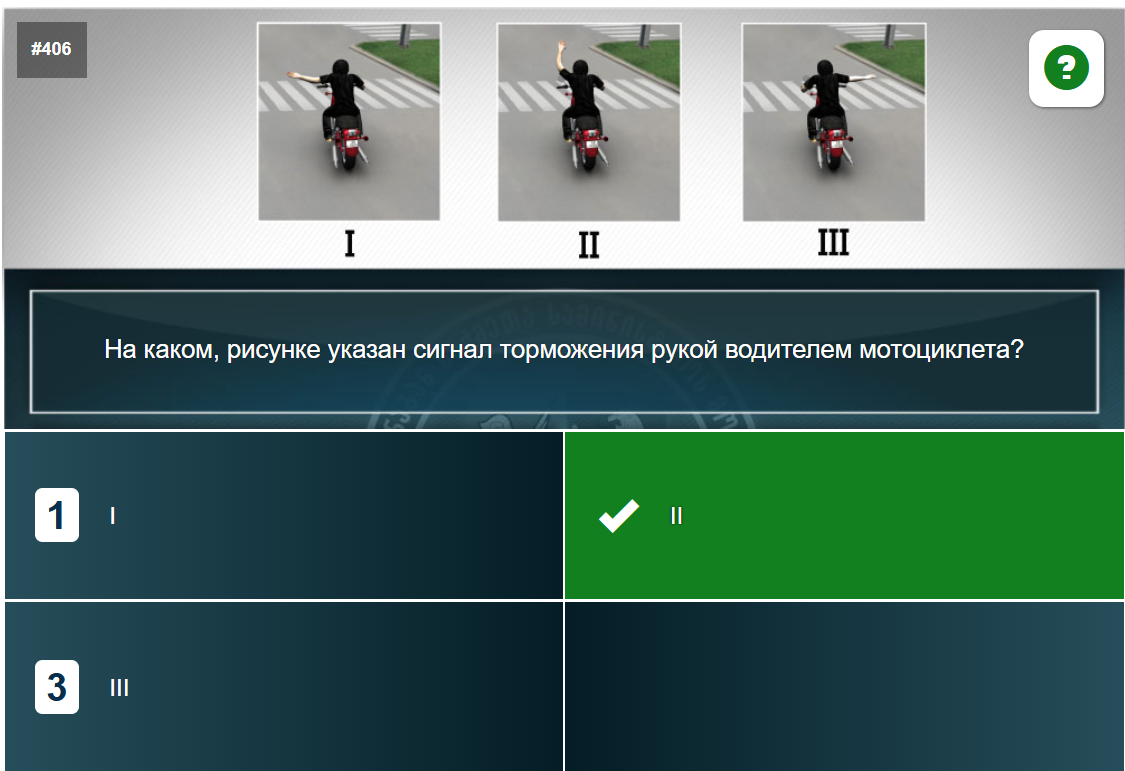 #406
?
I
II
III
На каком, рисунке указан сигнал торможения рукой водителем мотоциклета?
1 I
II
3 III